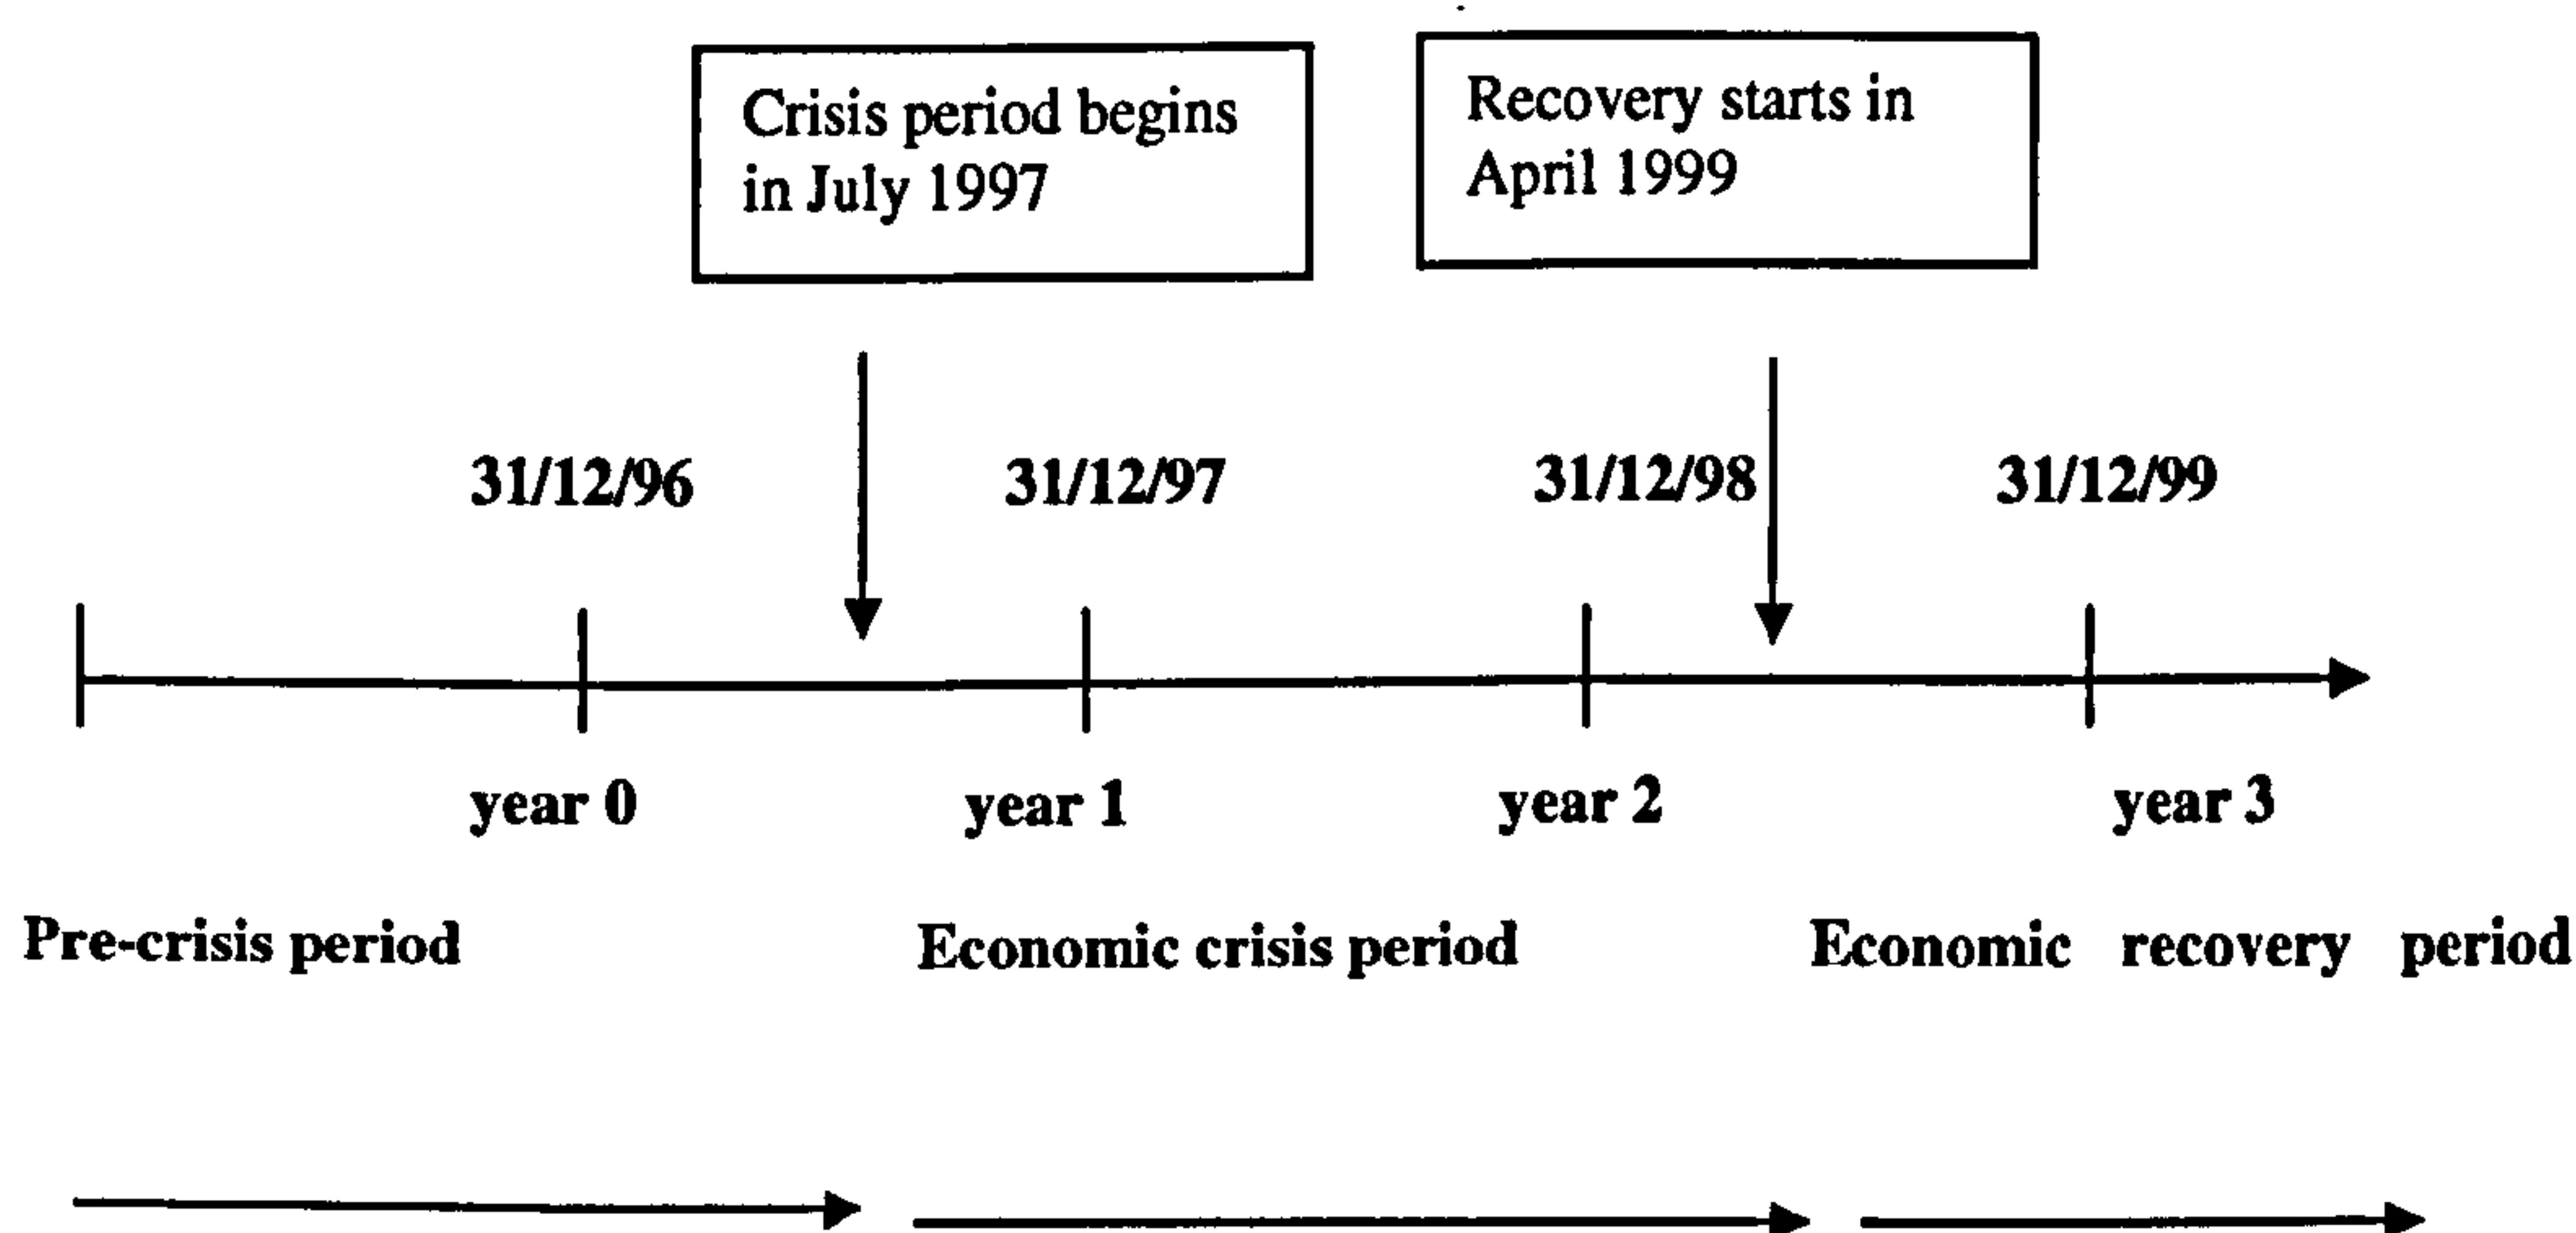 Crisis period begins
in July 1997
Recovery starts in
April 1999
31/12/96 31/12/97 31/12/98 31/12/99
year 0 year 1 year 2 year 3
Pre-crisis period Economic crisis period Economic recovery period